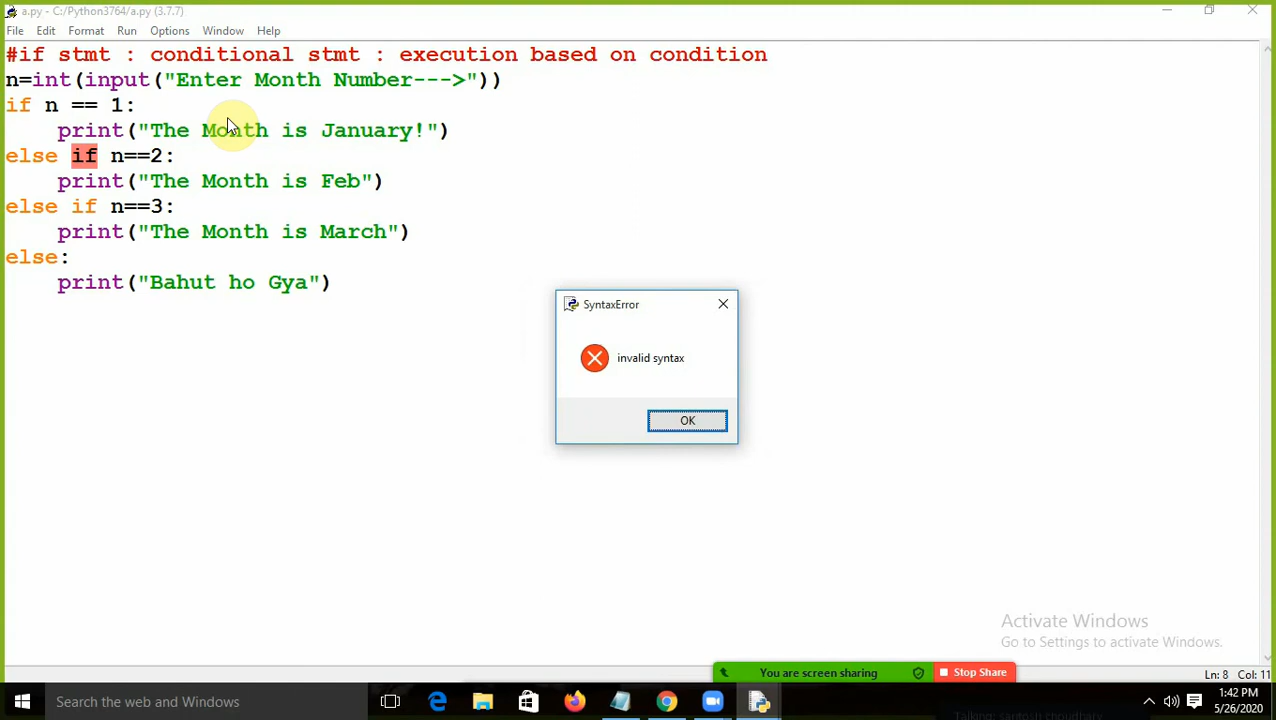 a.py - C:/Python3764/a.py (3.7.7)
File Edit Format Run Options Window Help
#if stmt : conditional stmt : execution based on condition
n=int(input("Enter Month Number--->"))
if n == 1:
    print("The Month is January!")
else if n==2:
    print("The Month is Feb")
else if n==3:
    print("The Month is March")
else:
    print("Bahut ho Gya")
SyntaxError
invalid syntax
OK
Activate Windows
Go to Settings to activate Windows.
You are screen sharing Stop Share
Ln: 8 Col: 11
Search the web and Windows
1:42 PM
5/26/2020
Talking: santosh choudhary